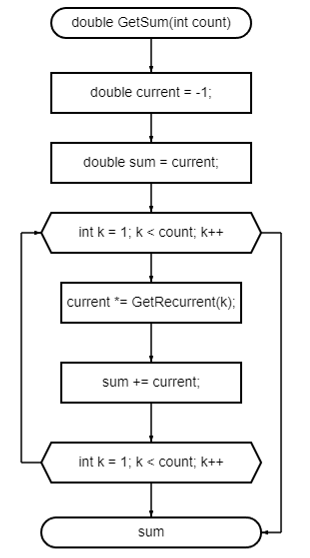 double GetSum(int count)
double current = -1;
double sum = current;
int k = 1; k < count; k++
current *= GetRecurrent(k);
sum += current;
int k = 1; k < count; k++
sum